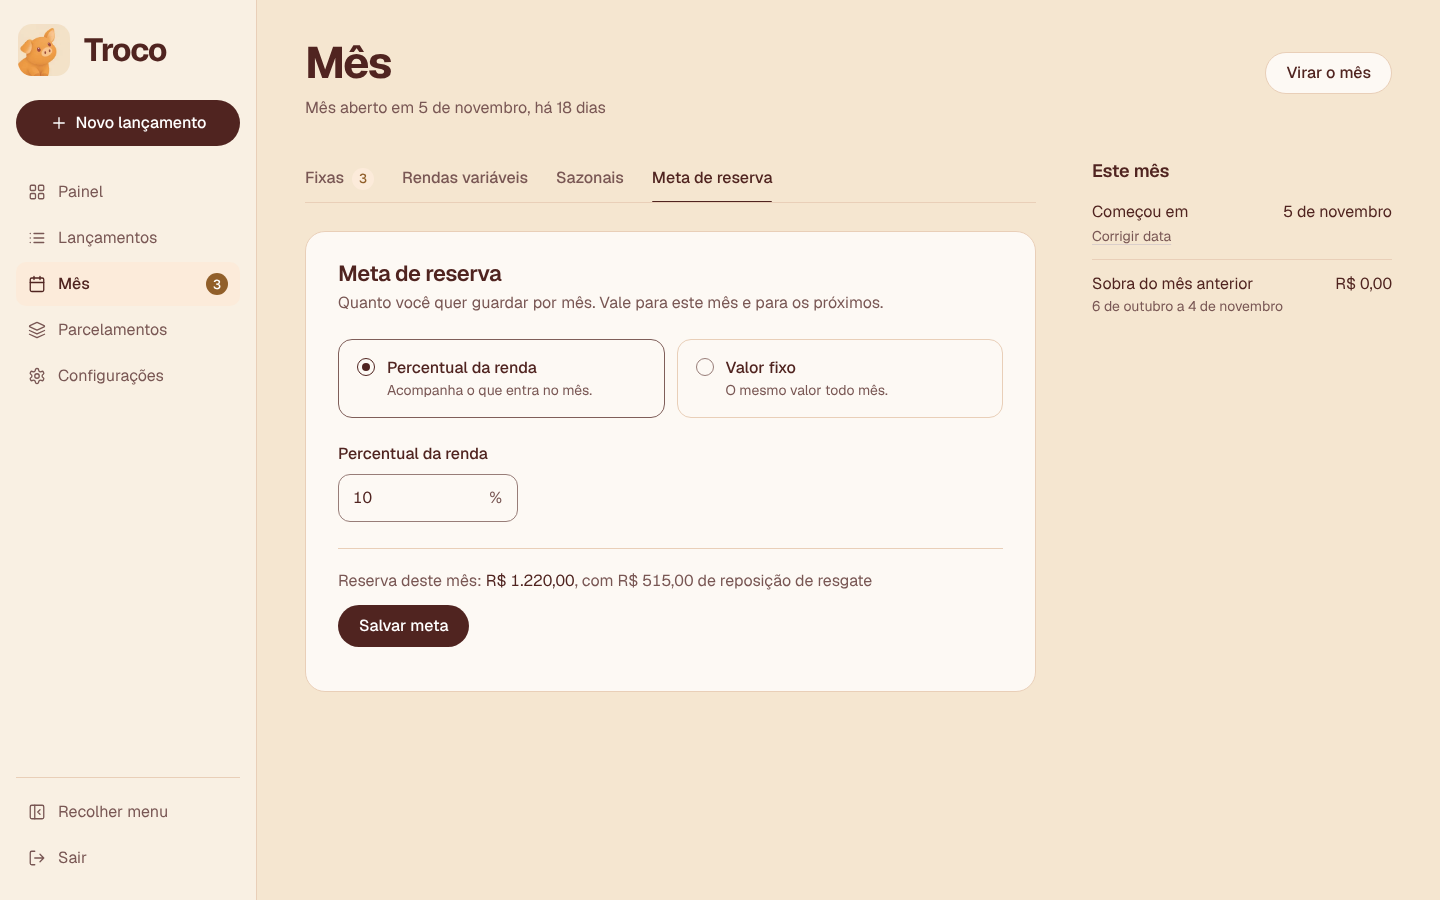 Troco
Novo lançamento
Painel
Lançamentos
Mês 3
Parcelamentos
Configurações
Recolher menu
Sair
Mês
Mês aberto em 5 de novembro, há 18 dias
Virar o mês
Fixas 3 Rendas variáveis Sazonais Meta de reserva
Meta de reserva
Quanto você quer guardar por mês. Vale para este mês e para os próximos.
Percentual da renda
Acompanha o que entra no mês.
Valor fixo
O mesmo valor todo mês.
Percentual da renda
10 %
Reserva deste mês: R$ 1.220,00, com R$ 515,00 de reposição de resgate
Salvar meta
Este mês
Começou em 5 de novembro
Corrigir data
Sobra do mês anterior R$ 0,00
6 de outubro a 4 de novembro